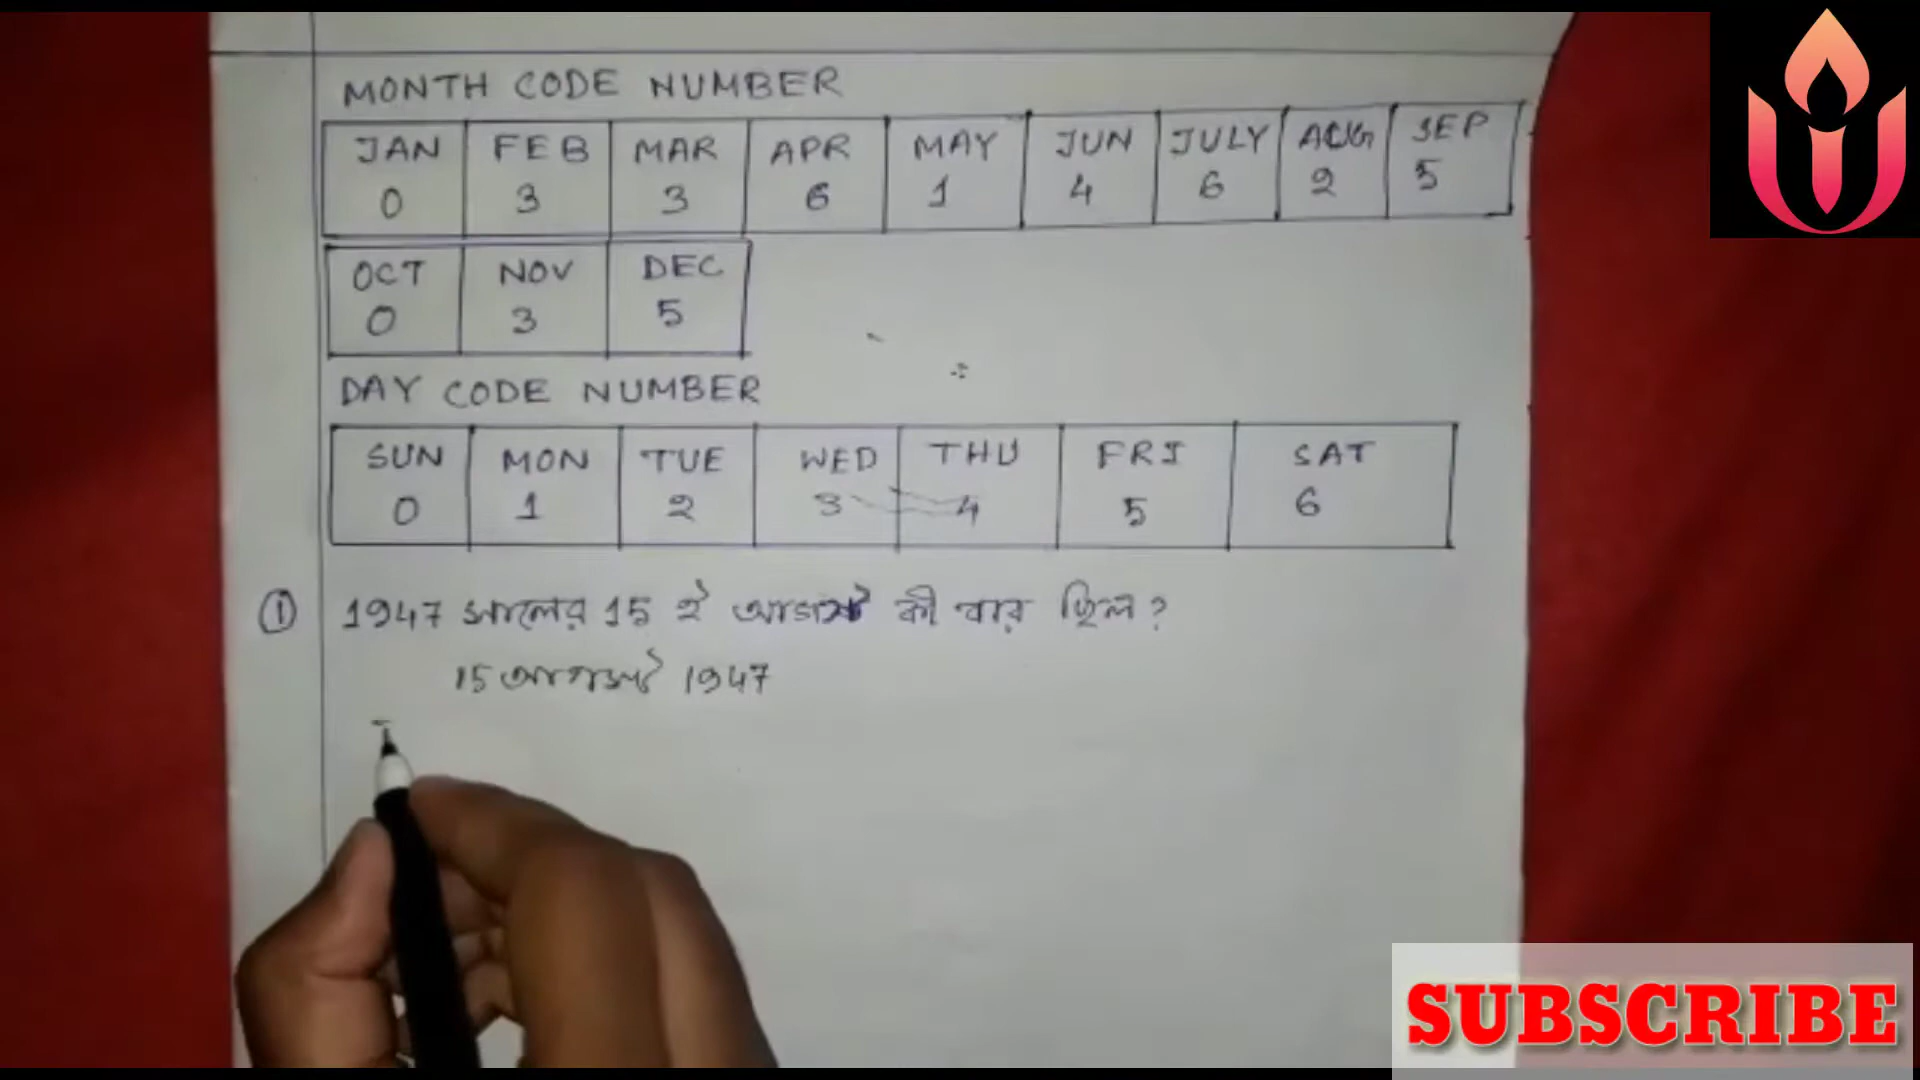 MONTH CODE NUMBER
JAN FEB MAR APR MAY JUN JULY AUG SEP
0 3 3 6 1 4 6 2 5
OCT NOV DEC
0 3 5
DAY CODE NUMBER
SUN MON TUE WED THU FRI SAT
0 1 2 3 4 5 6
① 1947 সালের 15 ই আগস্ট কী বার ছিল?
15 আগস্ট 1947
SUBSCRIBE